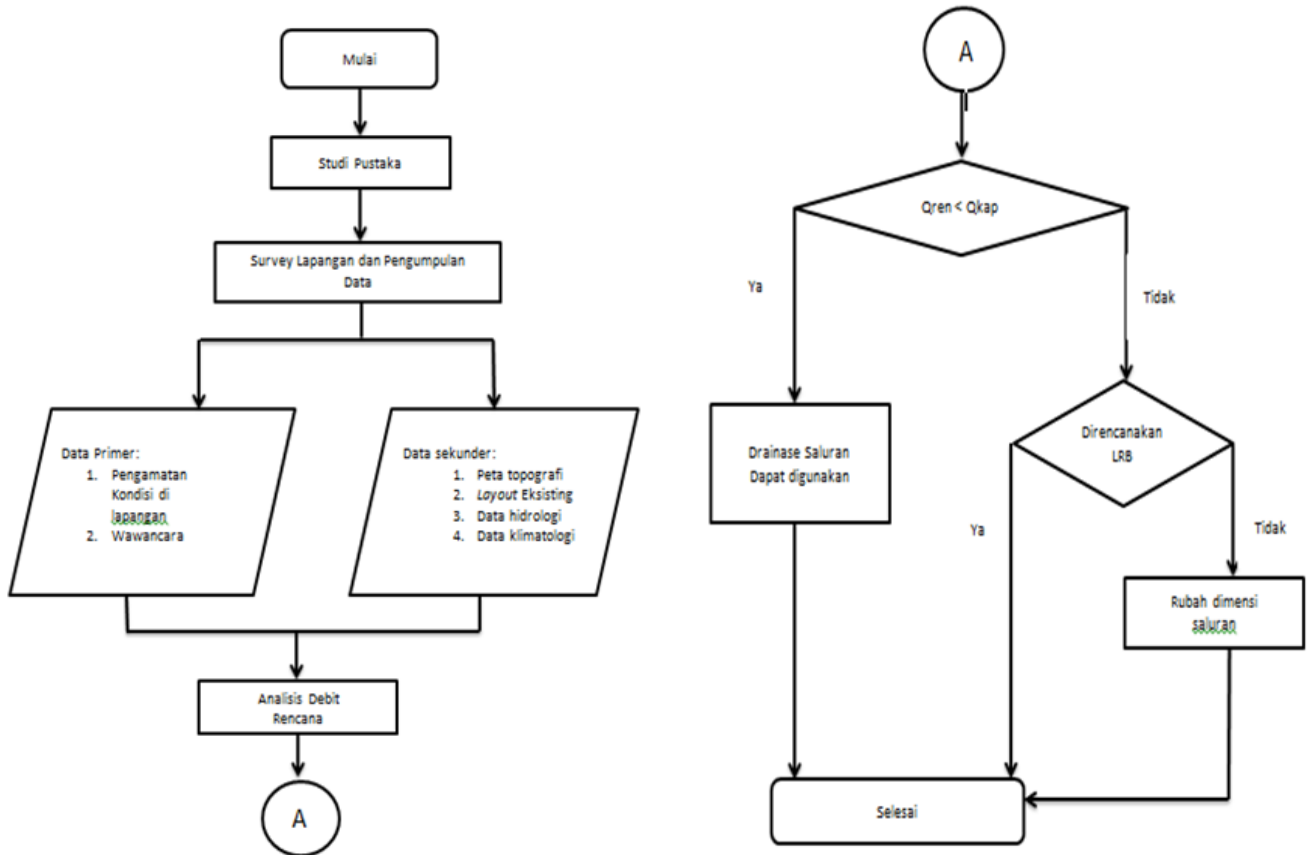 Mulai
Studi Pustaka
Survey Lapangan dan Pengumpulan
Data
Data Primer:
1. Pengamatan
Kondisi di
lapangan
2. Wawancara
Data sekunder:
1. Peta topografi
2. Layout Eksisting
3. Data hidrologi
4. Data klimatologi
Analisis Debit
Rencana
A
A
Qren < Qkap
Ya
Tidak
Drainase Saluran
Dapat digunakan
Direncanakan
LRB
Ya
Tidak
Rubah dimensi
saluran
Selesai